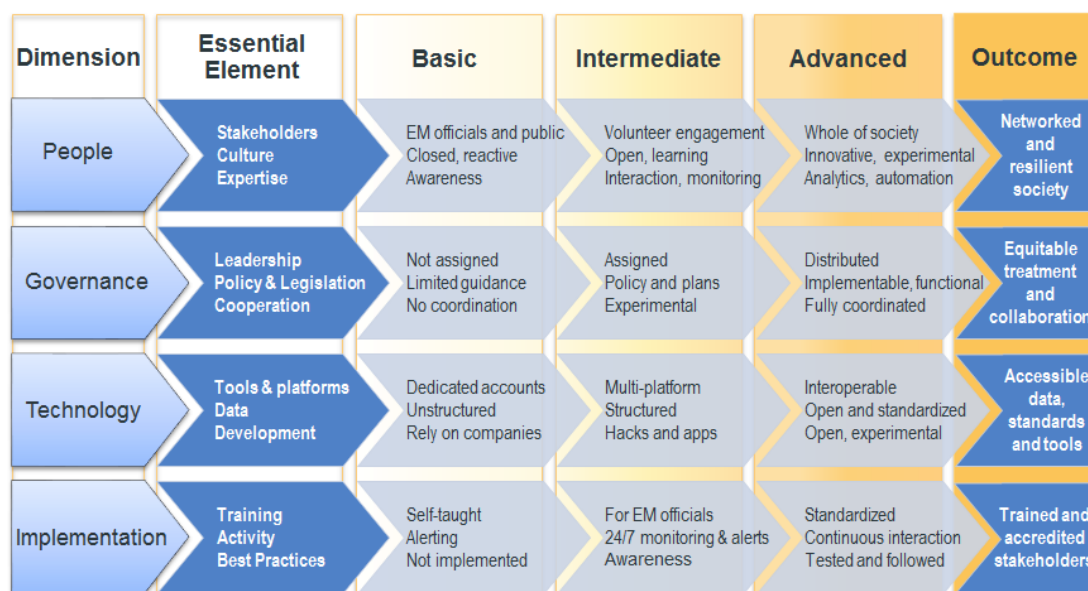 Dimension
Essential
Element
Basic
Intermediate
Advanced
Outcome
People
Stakeholders
Culture
Expertise
EM officials and public
Closed, reactive
Awareness
Volunteer engagement
Open, learning
Interaction, monitoring
Whole of society
Innovative, experimental
Analytics, automation
Networked
and
resilient
society
Governance
Leadership
Policy & Legislation
Cooperation
Not assigned
Limited guidance
No coordination
Assigned
Policy and plans
Experimental
Distributed
Implementable, functional
Fully coordinated
Equitable
treatment
and
collaboration
Technology
Tools & platforms
Data
Development
Dedicated accounts
Unstructured
Rely on companies
Multi-platform
Structured
Hacks and apps
Interoperable
Open and standardized
Open, experimental
Accessible
data,
standards
and tools
Implementation
Training
Activity
Best Practices
Self-taught
Alerting
Not implemented
For EM officials
24/7 monitoring & alerts
Awareness
Standardized
Continuous interaction
Tested and followed
Trained and
accredited
stakeholders